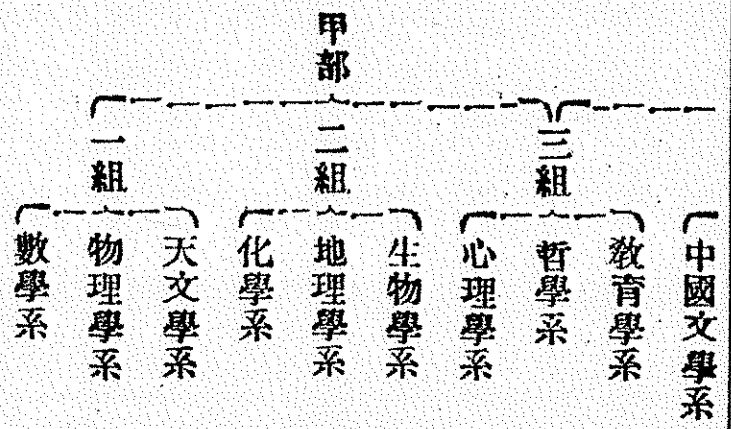 甲部
一組
二組
三組
數學系
物理學系
天文學系
化學系
地理學系
生物學系
心理學系
哲學系
教育學系
中國文學系